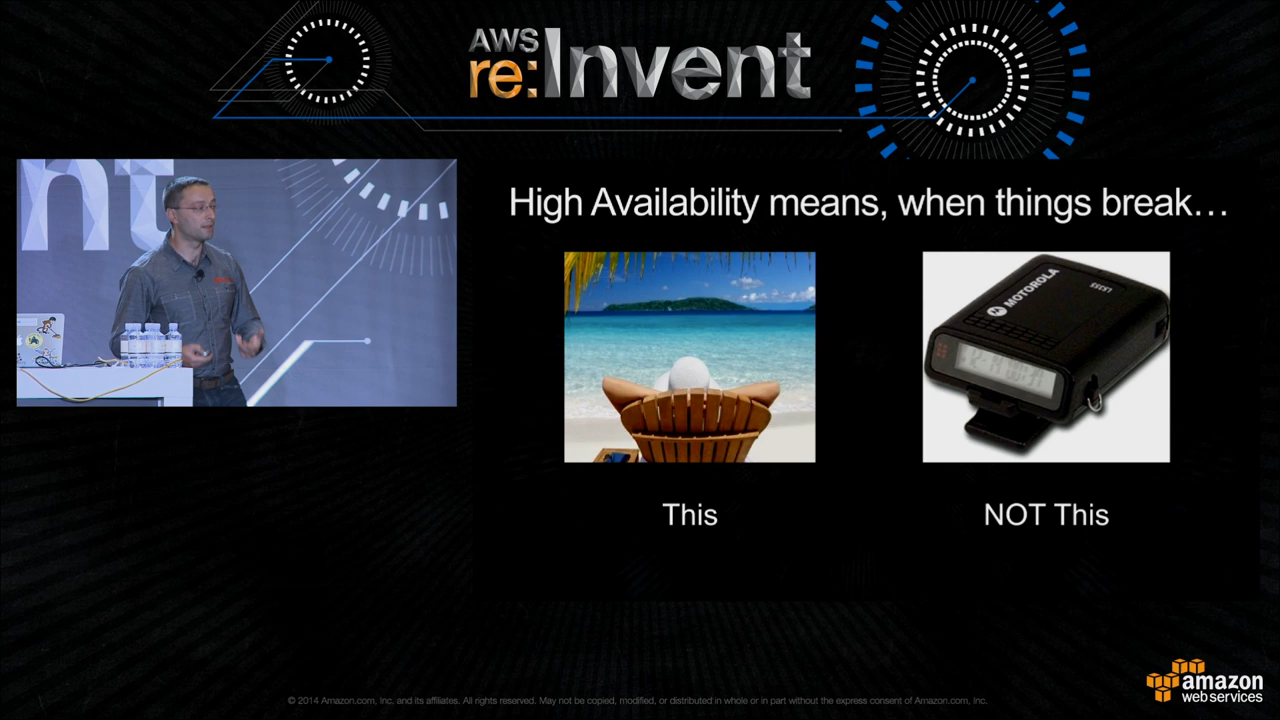 AWS
re:Invent
nt
High Availability means, when things break…
MOTOROLA
This
NOT This
amazon
web services
© 2014 Amazon.com, Inc. and its affiliates. All rights reserved. May not be copied, modified, or distributed in whole or in part without the express consent of Amazon.com, Inc.